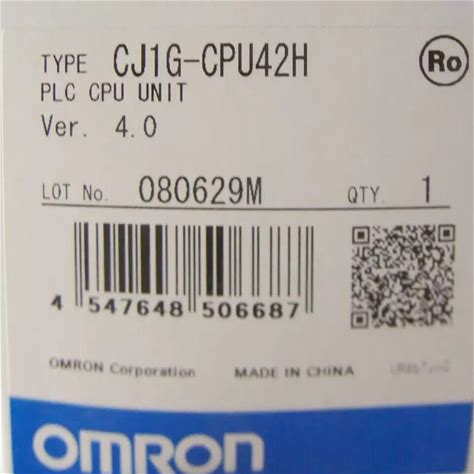 TYPE CJ1G-CPU42H Ro
PLC CPU UNIT
Ver. 4.0
LOT No. 080629M QTY. 1
4 547648 506687
OMRON Corporation MADE IN CHINA
OMRON